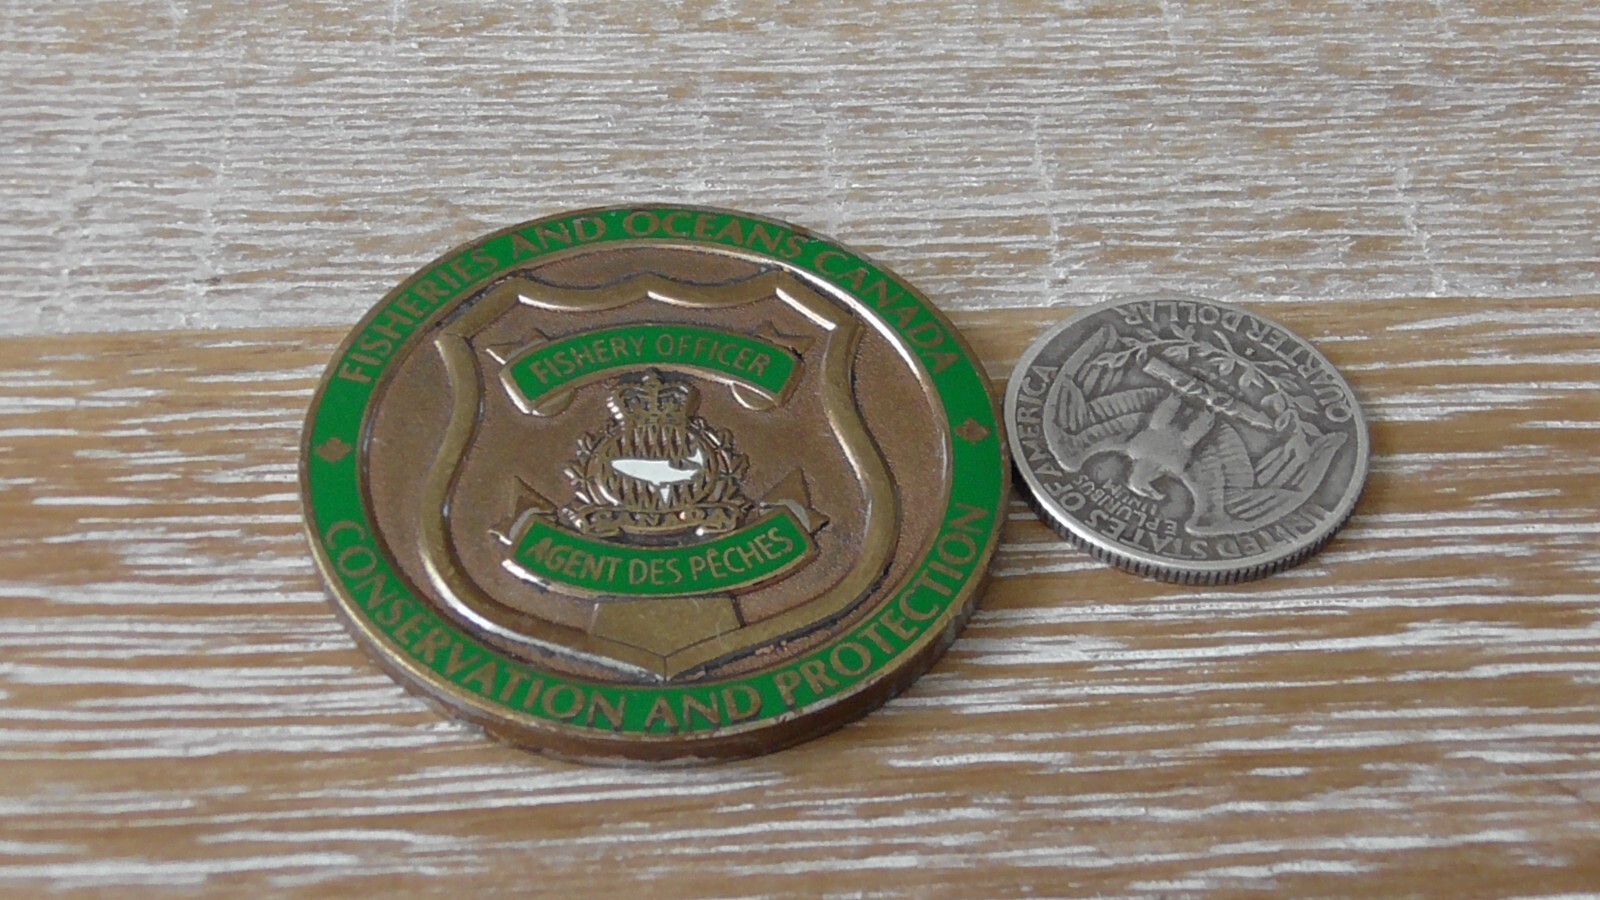 FISHERIES AND OCEANS CANADA
FISHERY OFFICER
CANADA
AGENT DES PÊCHES
CONSERVATION AND PROTECTION
UNITED STATES OF AMERICA
E PLURIBUS
UNUM
QUARTER DOLLAR